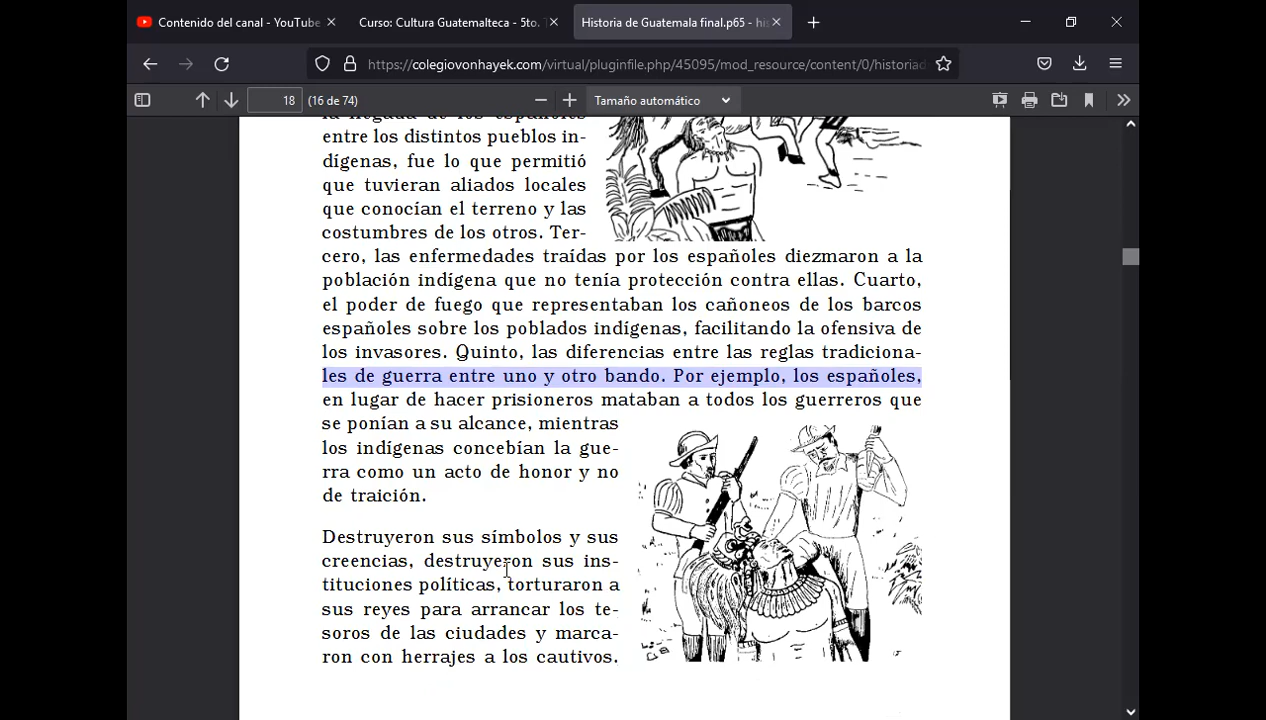 Contenido del canal - YouTube
Curso: Cultura Guatemalteca - 5to.
Historia de Guatemala final.p65 - his
https://colegiovonhayek.com/virtual/pluginfile.php/45095/mod_resource/content/0/historiad
18 (16 de 74)
Tamaño automático
la llegada de los españoles
entre los distintos pueblos in-
dígenas, fue lo que permitió
que tuvieran aliados locales
que conocían el terreno y las
costumbres de los otros. Ter-
cero, las enfermedades traídas por los españoles diezmaron a la
población indígena que no tenía protección contra ellas. Cuarto,
el poder de fuego que representaban los cañoneos de los barcos
españoles sobre los poblados indígenas, facilitando la ofensiva de
los invasores. Quinto, las diferencias entre las reglas tradiciona-
les de guerra entre uno y otro bando. Por ejemplo, los españoles,
en lugar de hacer prisioneros mataban a todos los guerreros que
se ponían a su alcance, mientras
los indígenas concebían la gue-
rra como un acto de honor y no
de traición.
Destruyeron sus símbolos y sus
creencias, destruyeron sus ins-
tituciones políticas, torturaron a
sus reyes para arrancar los te-
soros de las ciudades y marca-
ron con herrajes a los cautivos.